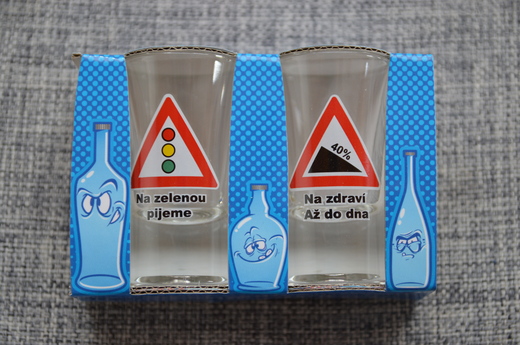 Na zelenou
pijeme
40%
Na zdraví
Až do dna